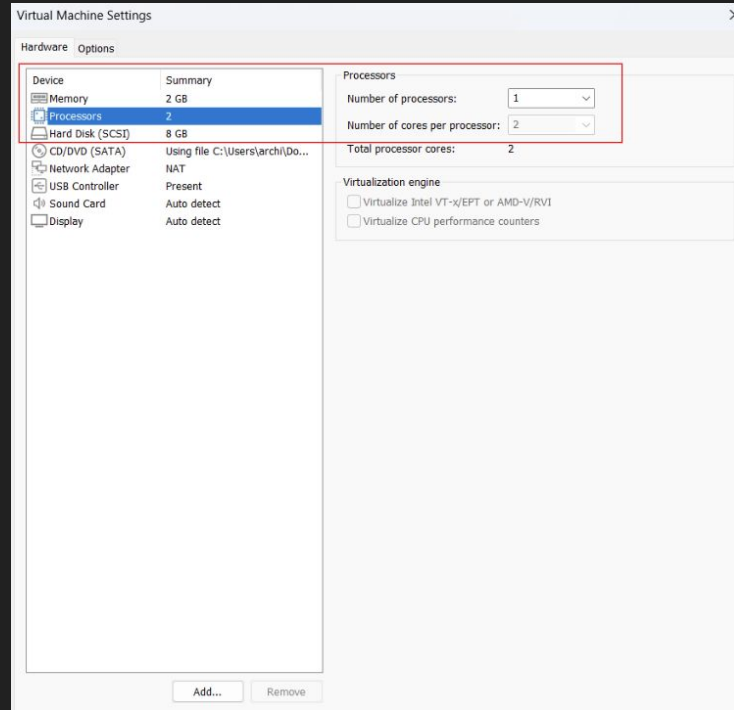 Virtual Machine Settings
Hardware Options
Device Summary
Memory 2 GB
Processors 2
Hard Disk (SCSI) 8 GB
CD/DVD (SATA) Using file C:\Users\archi\Do...
Network Adapter NAT
USB Controller Present
Sound Card Auto detect
Display Auto detect
Add... Remove
Processors
Number of processors: 1
Number of cores per processor: 2
Total processor cores: 2
Virtualization engine
Virtualize Intel VT-x/EPT or AMD-V/RVI
Virtualize CPU performance counters